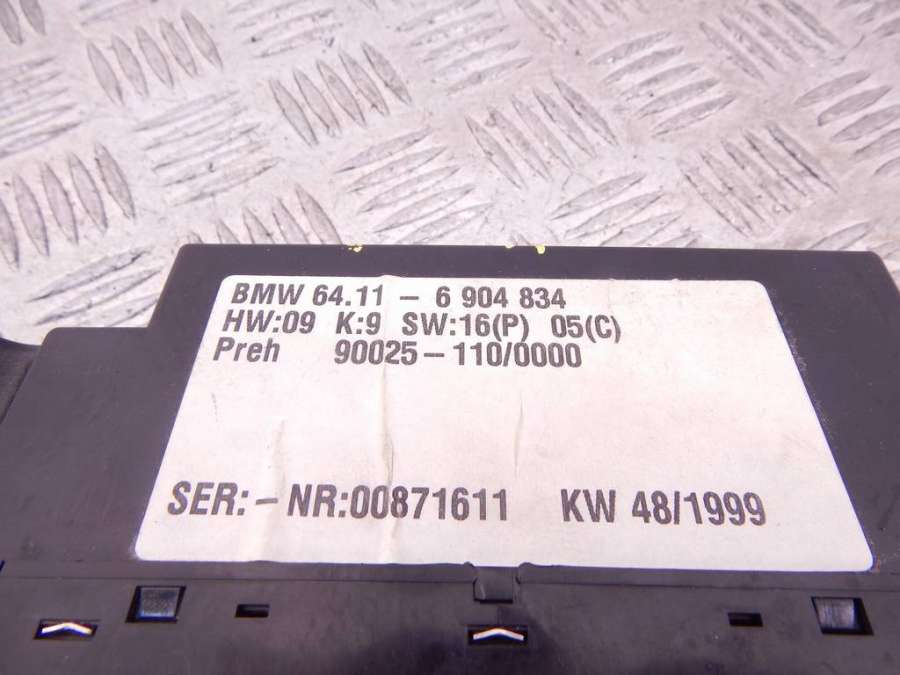 BMW 64.11 - 6 904 834
HW:09 K:9 SW:16(P) 05(C)
Preh 90025-110/0000
SER:- NR:00871611 KW 48/1999